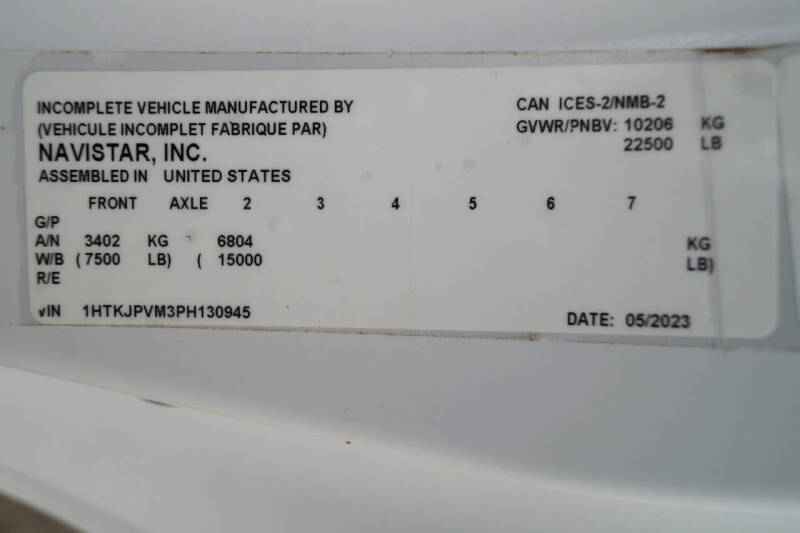 INCOMPLETE VEHICLE MANUFACTURED BY
(VEHICULE INCOMPLET FABRIQUE PAR)
NAVISTAR, INC.
ASSEMBLED IN UNITED STATES
CAN ICES-2/NMB-2
GVWR/PNBV: 10206 KG
22500 LB
FRONT AXLE 2 3 4 5 6 7
G/P
A/N 3402 KG 6804 KG
W/B (7500 LB) ( 15000 LB)
R/E
VIN 1HTKJPVM3PH130945
DATE: 05/2023